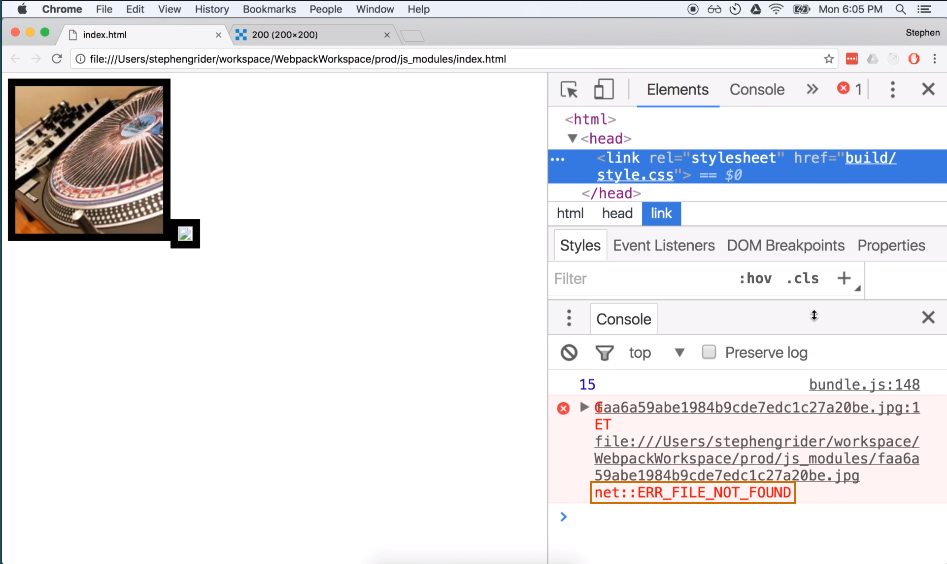 Chrome File Edit View History Bookmarks People Window Help Mon 6:05 PM
index.html 200 (200×200) Stephen
file:///Users/stephengrider/workspace/WebpackWorkspace/prod/js_modules/index.html
Elements Console 1
<html>
<head>
<link rel="stylesheet" href="build/
style.css"> == $0
</head>
html head link
Styles Event Listeners DOM Breakpoints Properties
Filter :hov .cls
Console
top Preserve log
15 bundle.js:148
G faa6a59abe1984b9cde7edc1c27a20be.jpg:1
ET
file:///Users/stephengrider/workspace/
WebpackWorkspace/prod/js_modules/faa6a
59abe1984b9cde7edc1c27a20be.jpg
net::ERR_FILE_NOT_FOUND